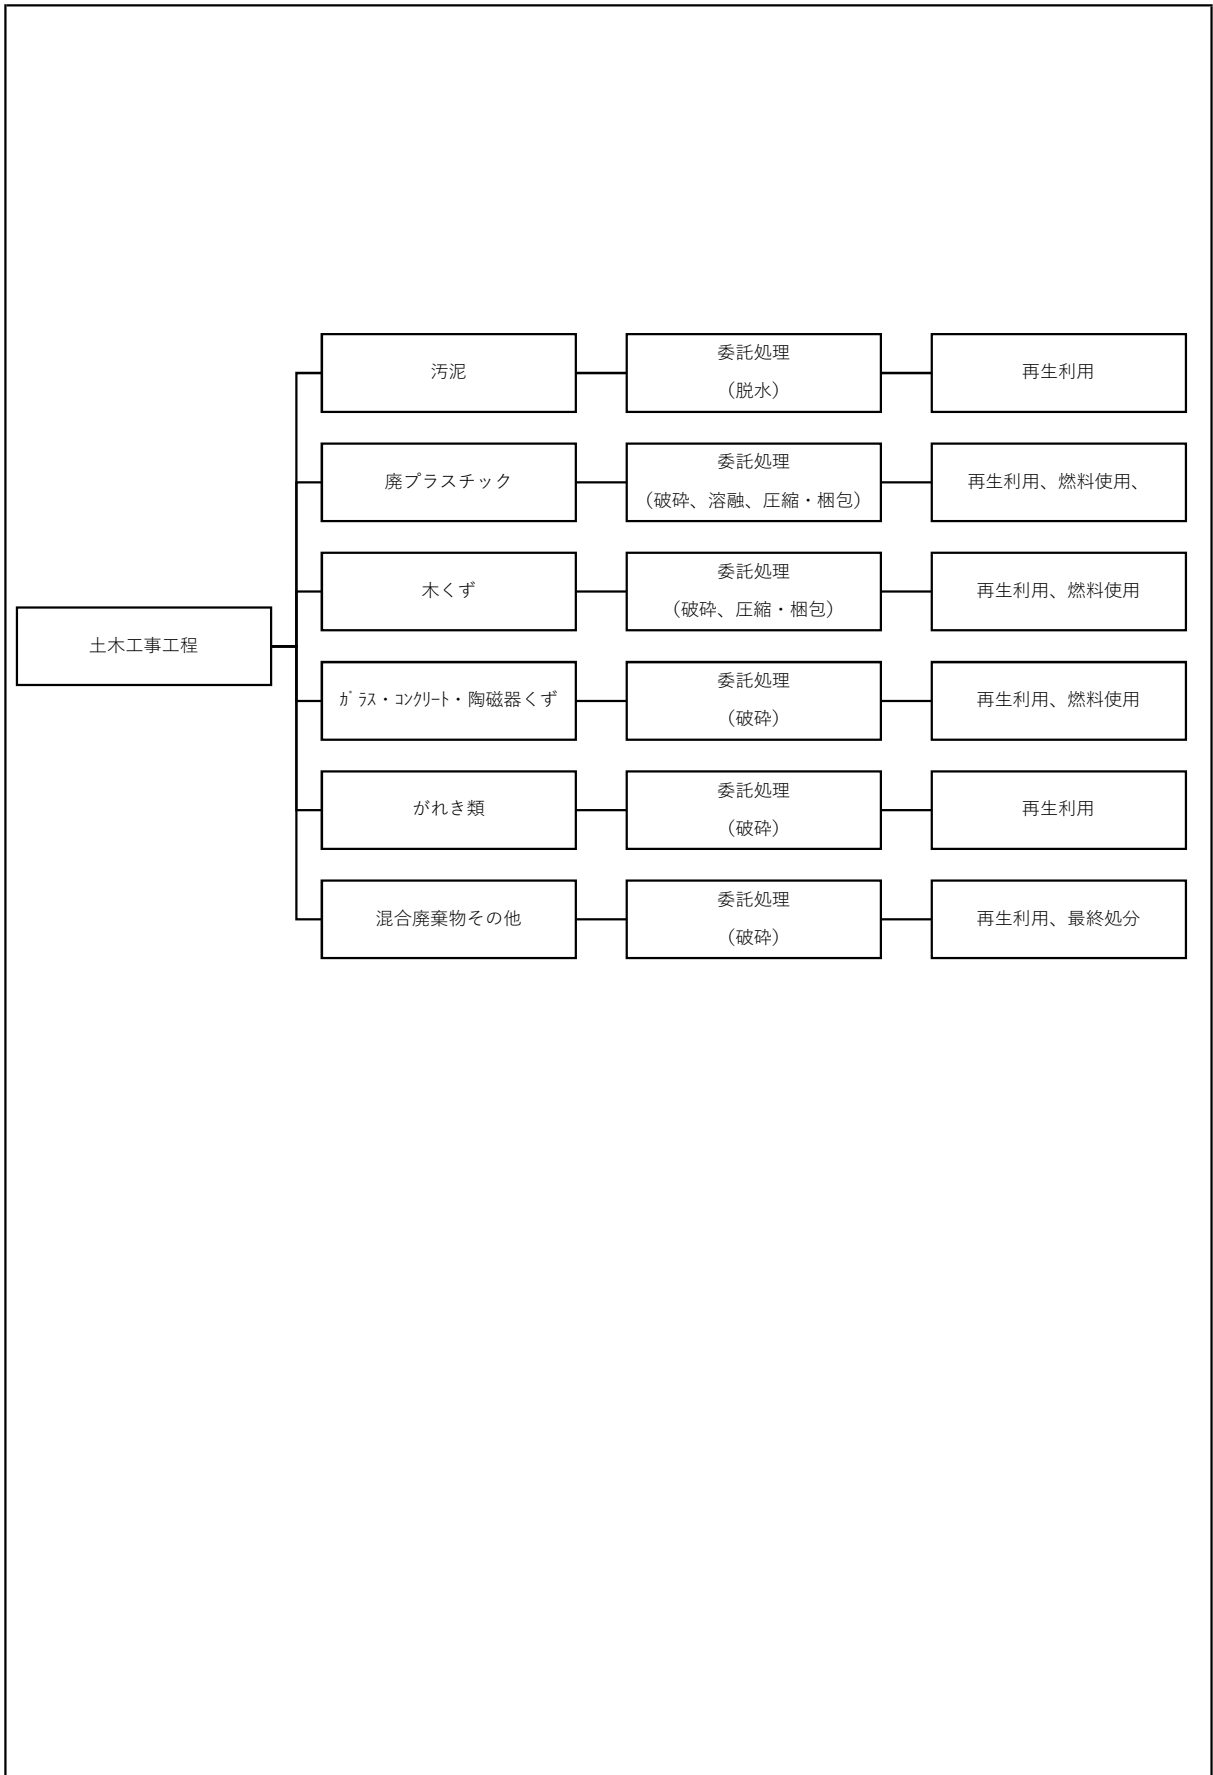 汚泥
委託処理
（脱水）
再生利用
廃プラスチック
委託処理
（破砕、溶融、圧縮・梱包）
再生利用、燃料使用、
木くず
委託処理
（破砕、圧縮・梱包）
再生利用、燃料使用
土木工事工程
ｶﾞﾗｽ・ｺﾝｸﾘｰﾄ・陶磁器くず
委託処理
（破砕）
再生利用、燃料使用
がれき類
委託処理
（破砕）
再生利用
混合廃棄物その他
委託処理
（破砕）
再生利用、最終処分